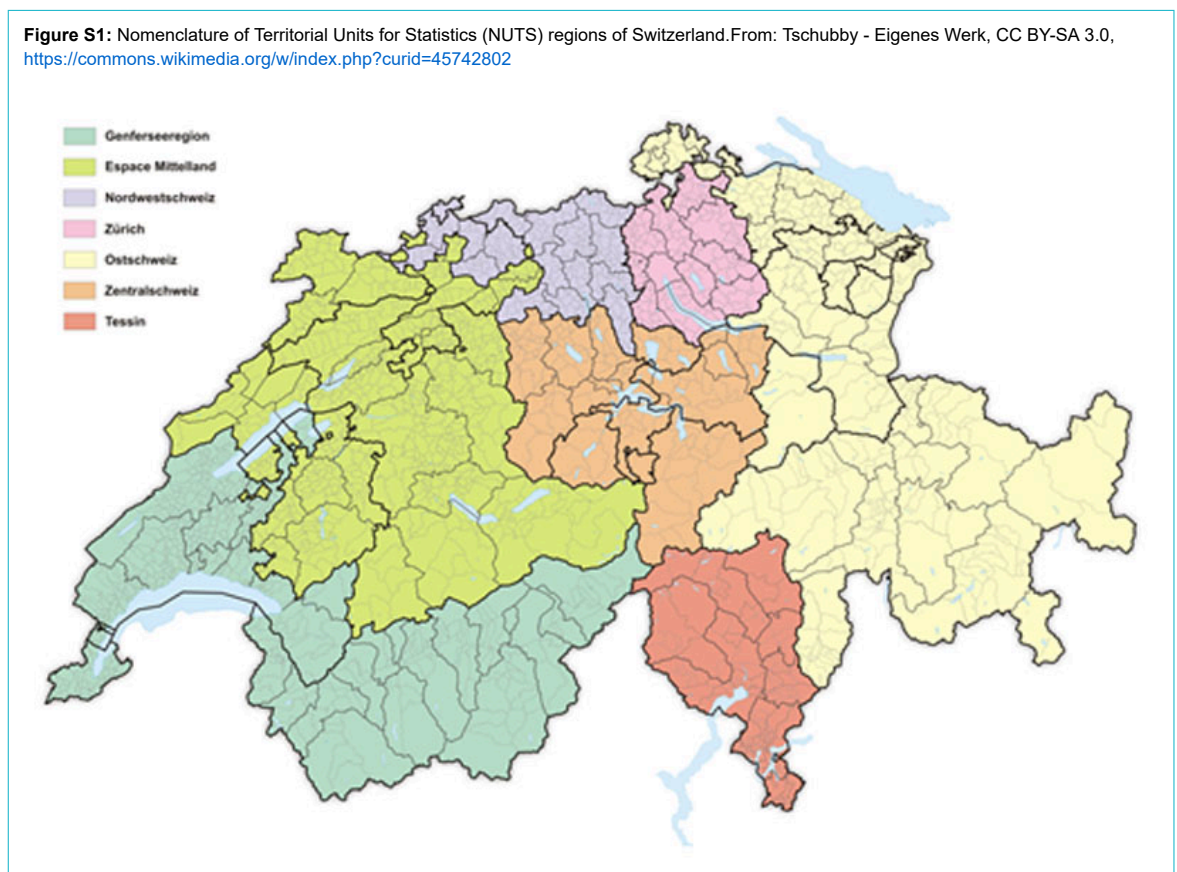 Figure S1: Nomenclature of Territorial Units for Statistics (NUTS) regions of Switzerland.From: Tschubby - Eigenes Werk, CC BY-SA 3.0,
https://commons.wikimedia.org/w/index.php?curid=45742802
Genferseeregion
Espace Mittelland
Nordwestschweiz
Zürich
Ostschweiz
Zentralschweiz
Tessin